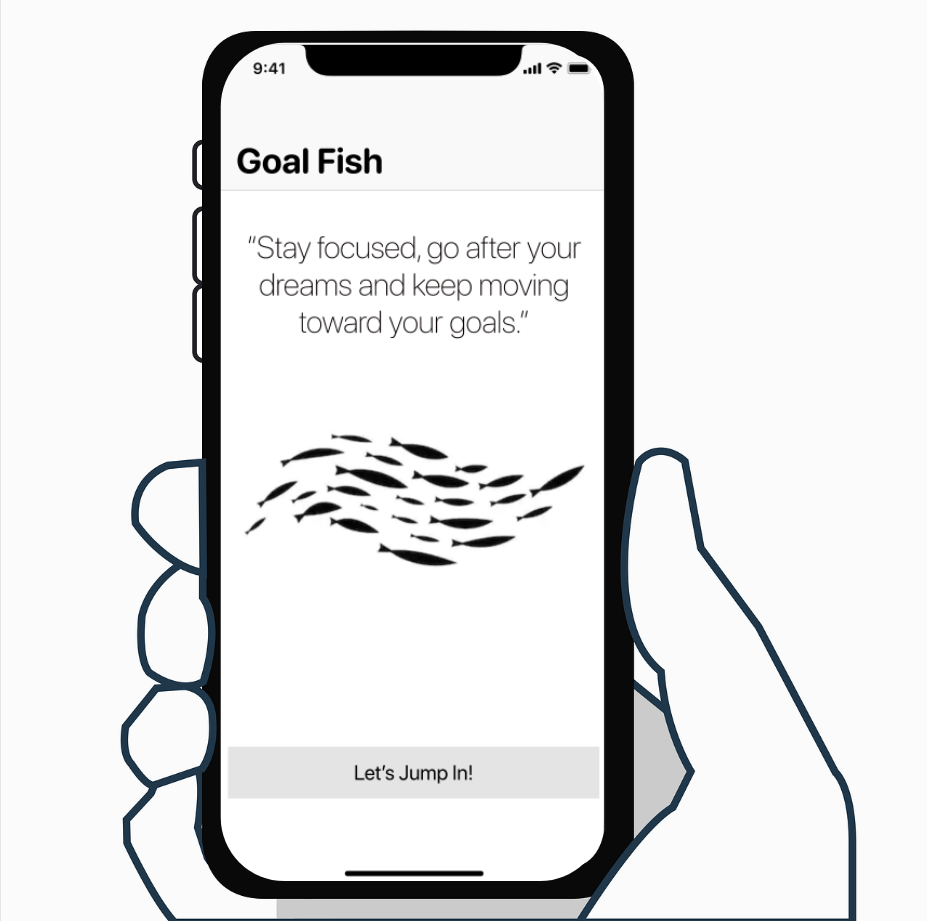 9:41
Goal Fish
“Stay focused, go after your
dreams and keep moving
toward your goals.”
Let’s Jump In!